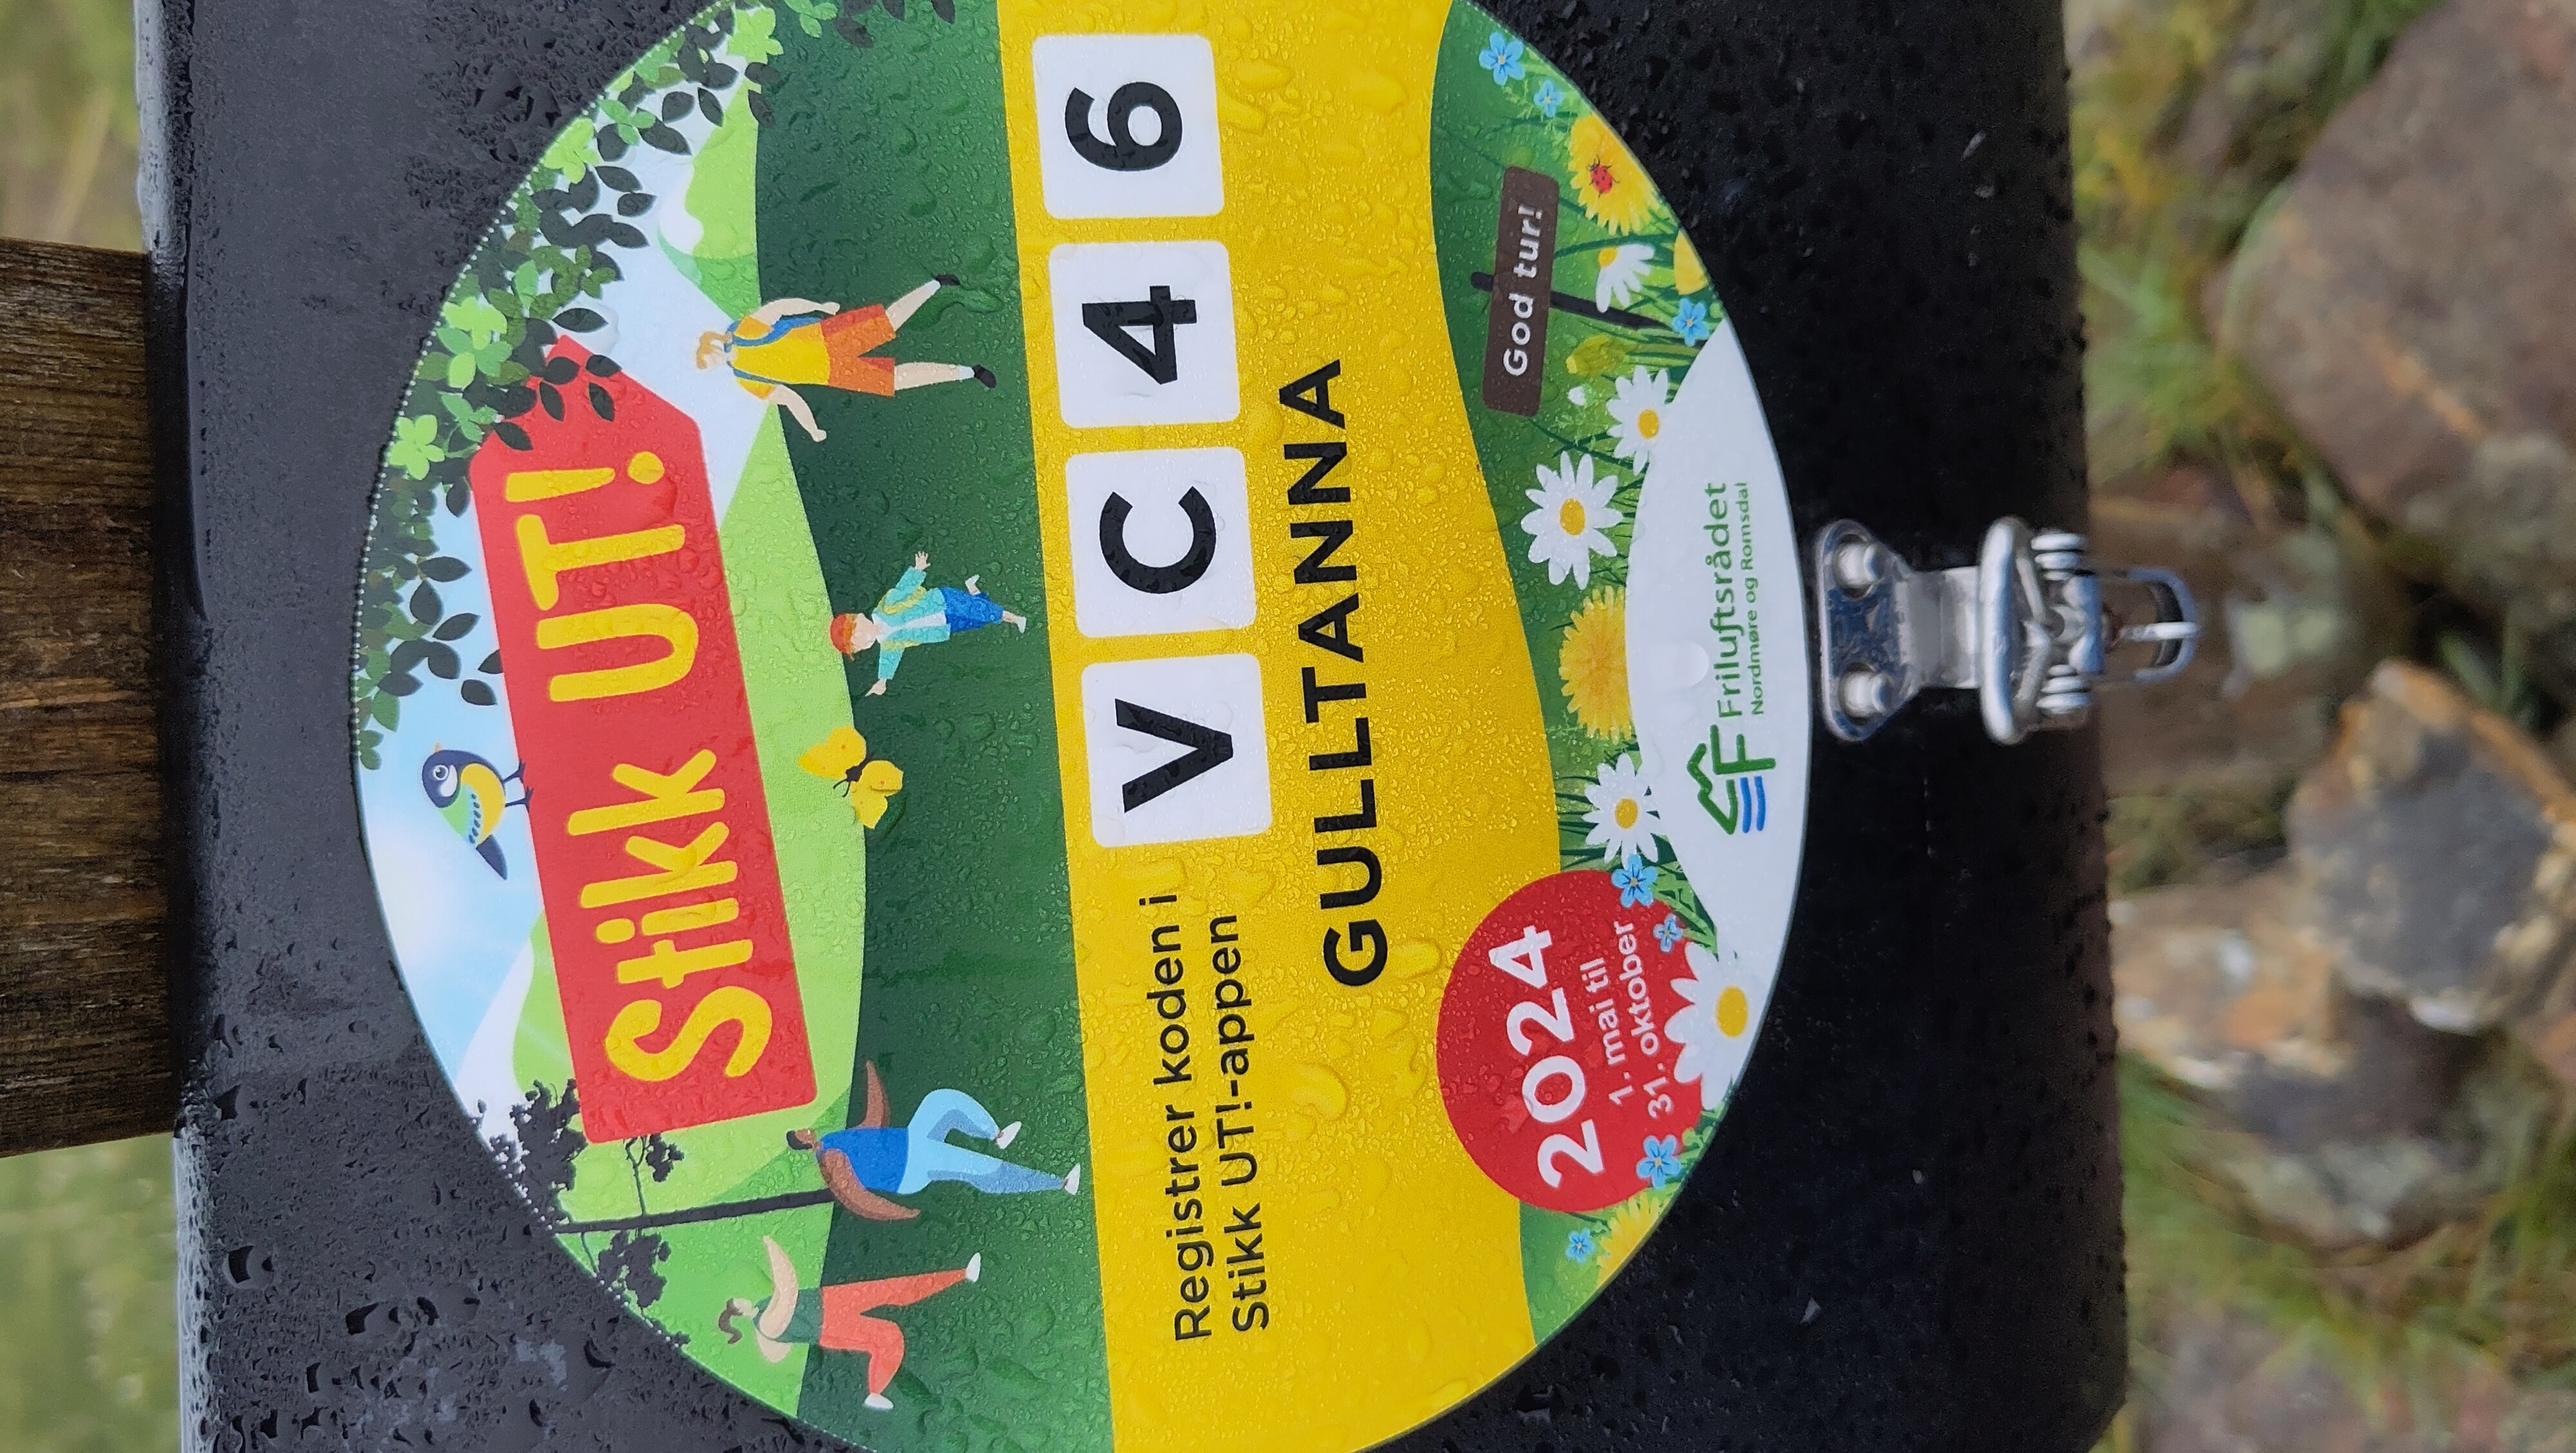 Stikk UT!
Registrer koden i
Stikk UT!-appen
V C 4 6
GULLTANNA
2024
1. mai til
31. oktober
God tur!
Friluftsrådet
Nordmøre og Romsdal